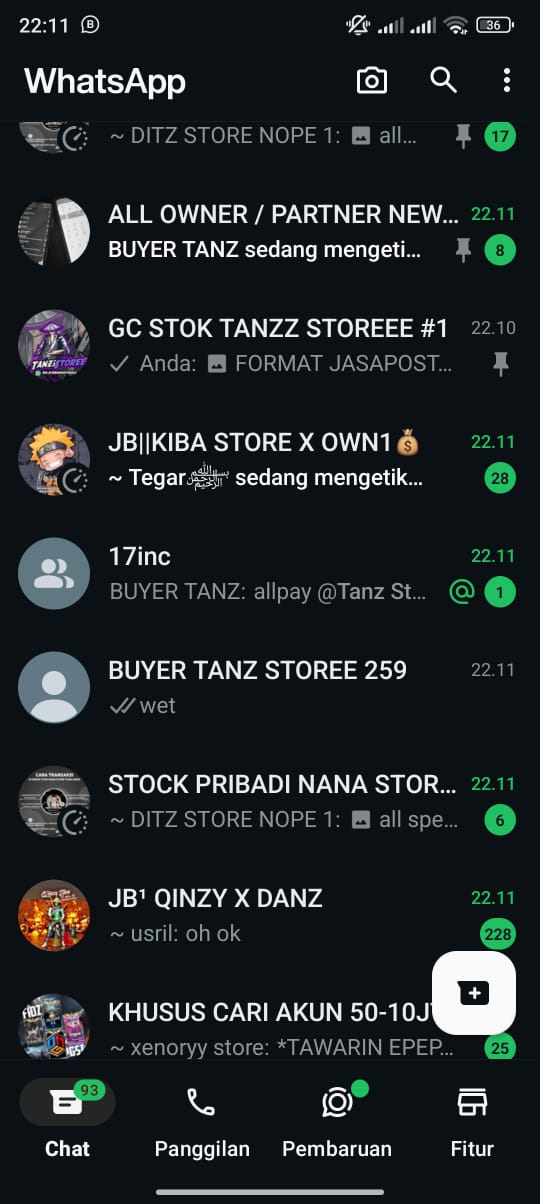 22:11
36
WhatsApp
~ DITZ STORE NOPE 1: all...
17
ALL OWNER / PARTNER NEW... 22.11
BUYER TANZ sedang mengeti... 8
GC STOK TANZZ STOREEE #1 22.10
Anda: FORMAT JASAPOST...
JB||KIBA STORE X OWN1💰 22.11
~ Tegar﷽ sedang mengetik... 28
17inc 22.11
BUYER TANZ: allpay @Tanz St... @ 1
BUYER TANZ STOREE 259 22.11
wet
CARA TRANSAKSI
STOCK PRIBADI NANA STOR... 22.11
~ DITZ STORE NOPE 1: all spe... 6
JB¹ QINZY X DANZ 22.11
~ usril: oh ok 228
KHUSUS CARI AKUN 50-10J
~ xenoryy store: *TAWARIN EPEP... 25
93
Chat Panggilan Pembaruan Fitur